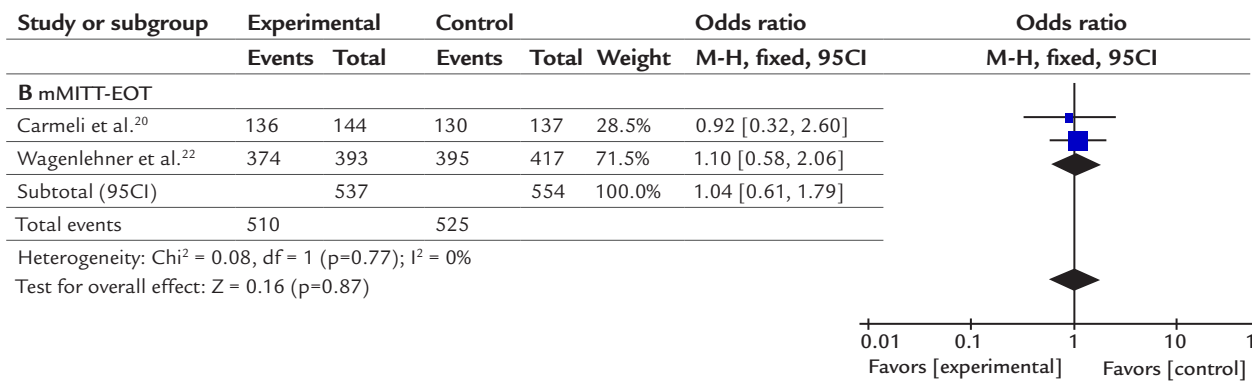 Study or subgroup Experimental Control Odds ratio Odds ratio
Events Total Events Total Weight M-H, fixed, 95CI M-H, fixed, 95CI
B mMITT-EOT
Carmeli et al.20 136 144 130 137 28.5% 0.92 [0.32, 2.60]
Wagenlehner et al.22 374 393 395 417 71.5% 1.10 [0.58, 2.06]
Subtotal (95CI) 537 554 100.0% 1.04 [0.61, 1.79]
Total events 510 525
Heterogeneity: Chi2 = 0.08, df = 1 (p=0.77); I2 = 0%
Test for overall effect: Z = 0.16 (p=0.87)
0.01 0.1 1 10
Favors [experimental] Favors [control]